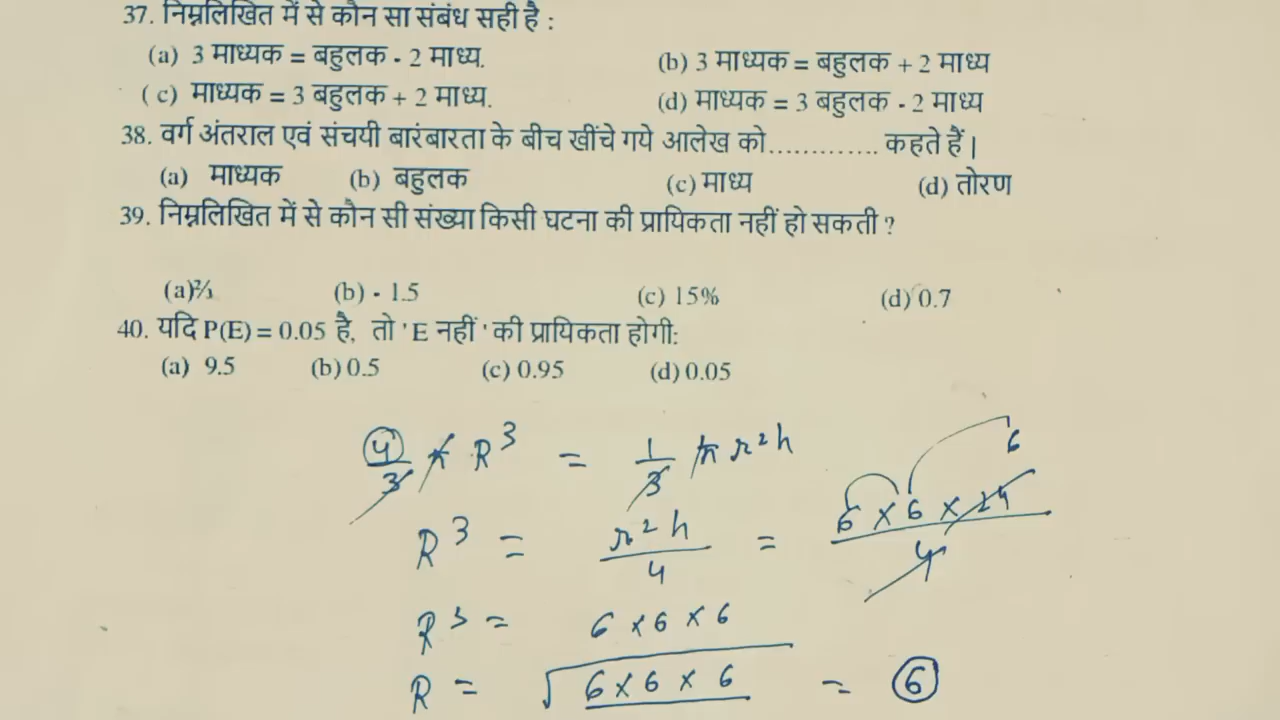 37. निम्नलिखित में से कौन सा संबंध सही है :
(a) 3 माध्यक = बहुलक - 2 माध्य. (b) 3 माध्यक = बहुलक + 2 माध्य
( c) माध्यक = 3 बहुलक + 2 माध्य. (d) माध्यक = 3 बहुलक - 2 माध्य
38. वर्ग अंतराल एवं संचयी बारंबारता के बीच खींचे गये आलेख को............. कहते हैं |
(a) माध्यक (b) बहुलक (c) माध्य (d) तोरण
39. निम्नलिखित में से कौन सी संख्या किसी घटना की प्रायिकता नहीं हो सकती ?
(a)⅔ (b) - 1.5 (c) 15% (d) 0.7
40. यदि P(E) = 0.05 है, तो ' E नहीं ' की प्रायिकता होगी:
(a) 9.5 (b) 0.5 (c) 0.95 (d) 0.05
4/3 π R³ = 1/3 π r²h
R³ = r²h/4 = 6 × 6 × 24/4 6
R³ = 6 × 6 × 6
R = √6 × 6 × 6 = 6